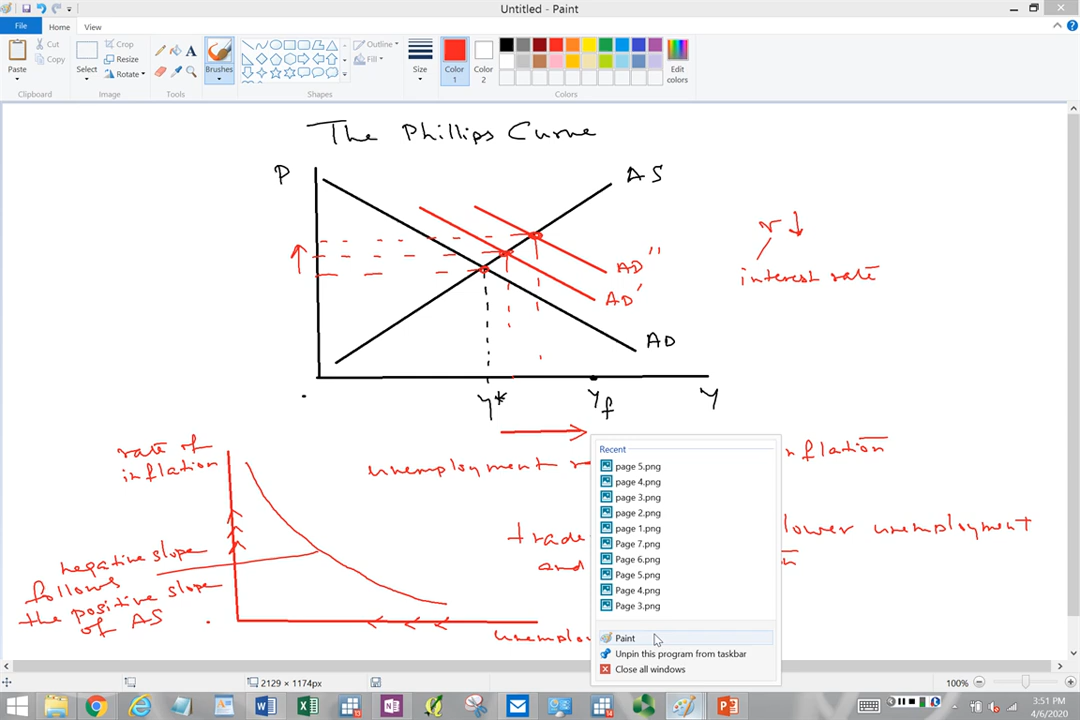 Untitled - Paint
File
Home
View
Paste
Cut
Copy
Clipboard
Select
Crop
Resize
Rotate
Image
A
Tools
Brushes
Shapes
Outline
Fill
Size
Color 1
Color 2
Edit colors
Colors
The Phillips Curve
P
AS
r ↓
interest rate
AD''
AD'
AD
y*
yf
y
rate of
inflation
unemployment
inflation
trade
lower unemployment
and
negative slope
follows
the positive slope
of AS
Recent
page 5.png
page 4.png
page 3.png
page 2.png
page 1.png
Page 7.png
Page 6.png
Page 5.png
Page 4.png
Page 3.png
Paint
Unpin this program from taskbar
Close all windows
2129 × 1174px
100%
3:51 PM
4/6/2020